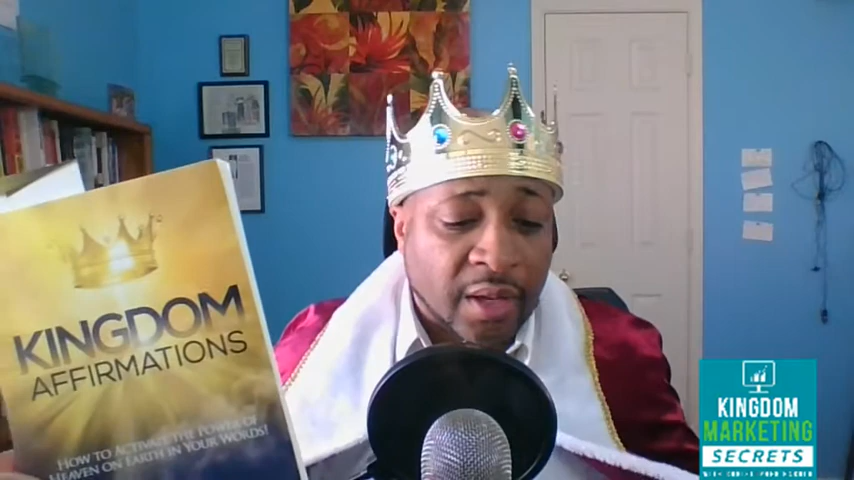 KINGDOM
AFFIRMATIONS
HOW TO ACTIVATE THE POWER OF
HEAVEN ON EARTH IN YOUR WORDS!
KINGDOM
MARKETING
SECRETS